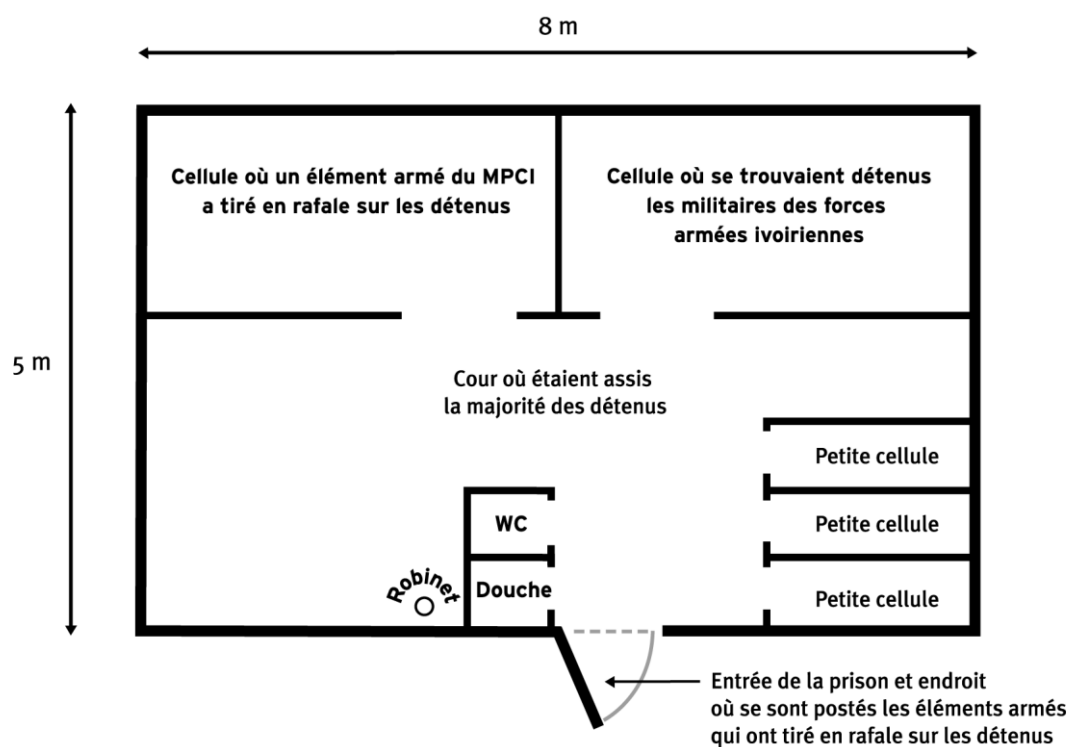 8 m
5 m
Cellule où un élément armé du MPCI
a tiré en rafale sur les détenus
Cellule où se trouvaient détenus
les militaires des forces
armées ivoiriennes
Cour où étaient assis
la majorité des détenus
Petite cellule
WC
Petite cellule
Robinet
Douche
Petite cellule
Entrée de la prison et endroit
où se sont postés les éléments armés
qui ont tiré en rafale sur les détenus